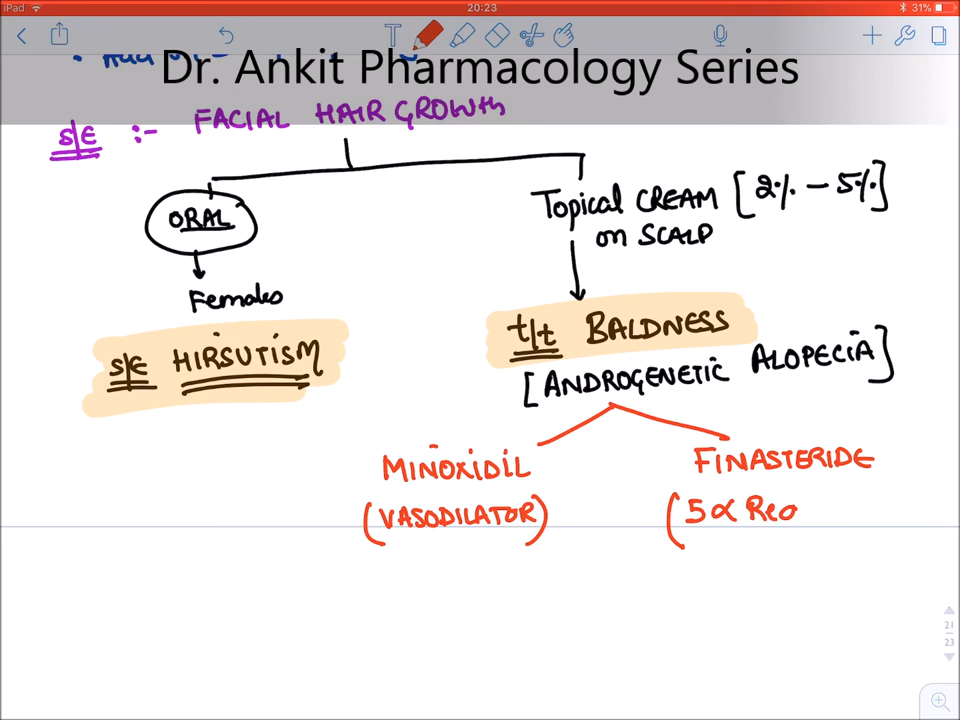 iPad
20:23
31%
Dr. Ankit Pharmacology Series
s/E :- FACIAL HAIR GROWTH
ORAL
Topical CREAM [2% - 5%]
on SCALP
Females
t/t BALDNESS
s/E HIRSUTISM
[ANDROGENETIC ALOPECIA]
MINOXIDIL
FINASTERIDE
(VASODILATOR)
(5α Rea
21
23